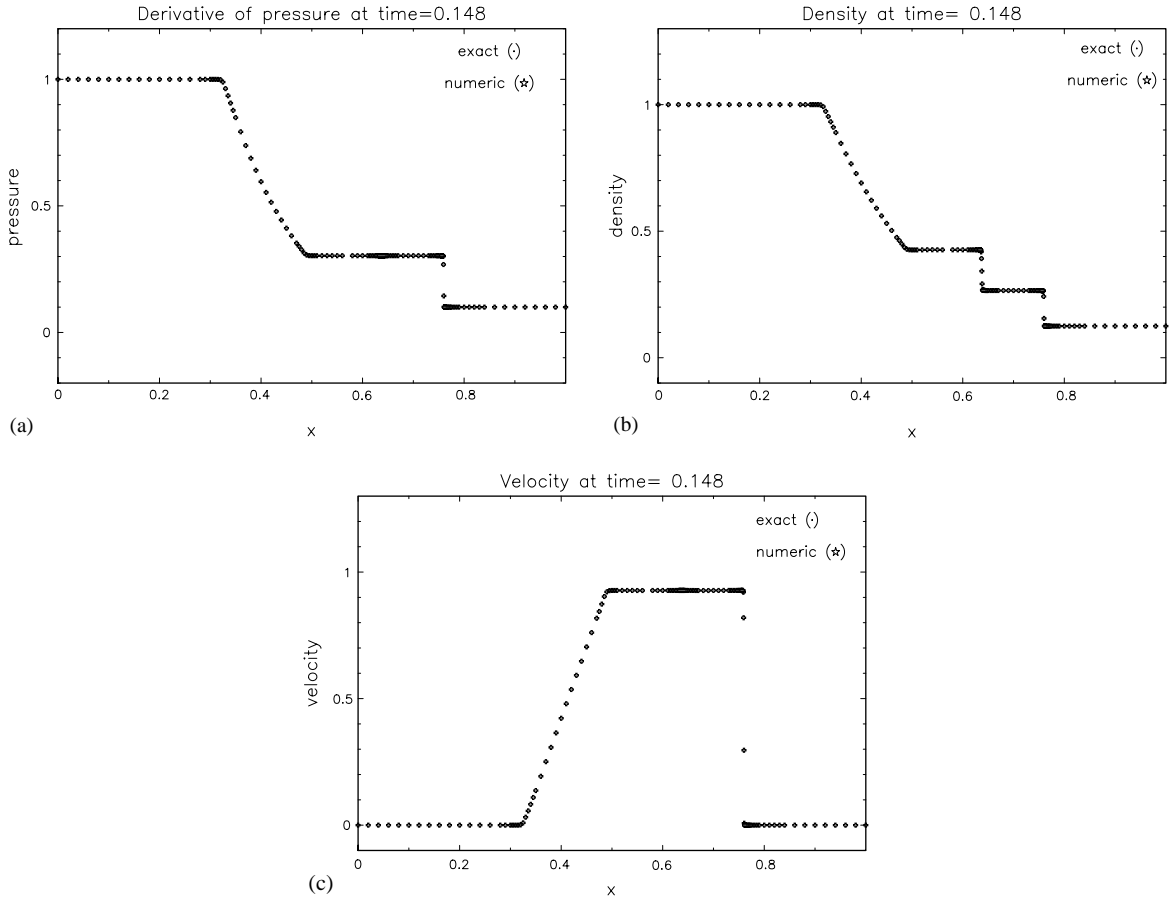 Derivative of pressure at time=0.148
exact (·)
numeric (☆)
1
0.5
0
pressure
0 0.2 0.4 0.6 0.8
x
(a)
Density at time= 0.148
exact (·)
numeric (☆)
1
0.5
0
density
0 0.2 0.4 0.6 0.8
x
(b)
Velocity at time= 0.148
exact (·)
numeric (☆)
1
0.5
0
velocity
0 0.2 0.4 0.6 0.8
x
(c)